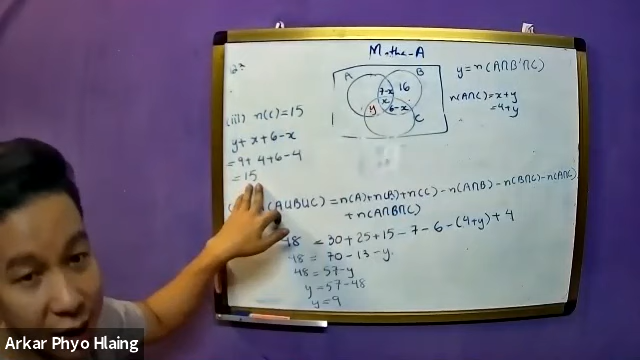 Maths-A
A
B
7-x
16
x
y
6-x
C
y = n(A∩B'∩C)
n(A∩C) = x+y
= 4+y
(iii) n(C) = 15
y + x + 6 - x
= 9 + 4 + 6 - 4
= 15
(A∪B∪C) = n(A) + n(B) + n(C) - n(A∩B) - n(B∩C) - n(A∩C)
+ n(A∩B∩C)
48 = 30 + 25 + 15 - 7 - 6 - (4+y) + 4
48 = 70 - 13 - y
48 = 57 - y
y = 57 - 48
y = 9
Arkar Phyo Hlaing